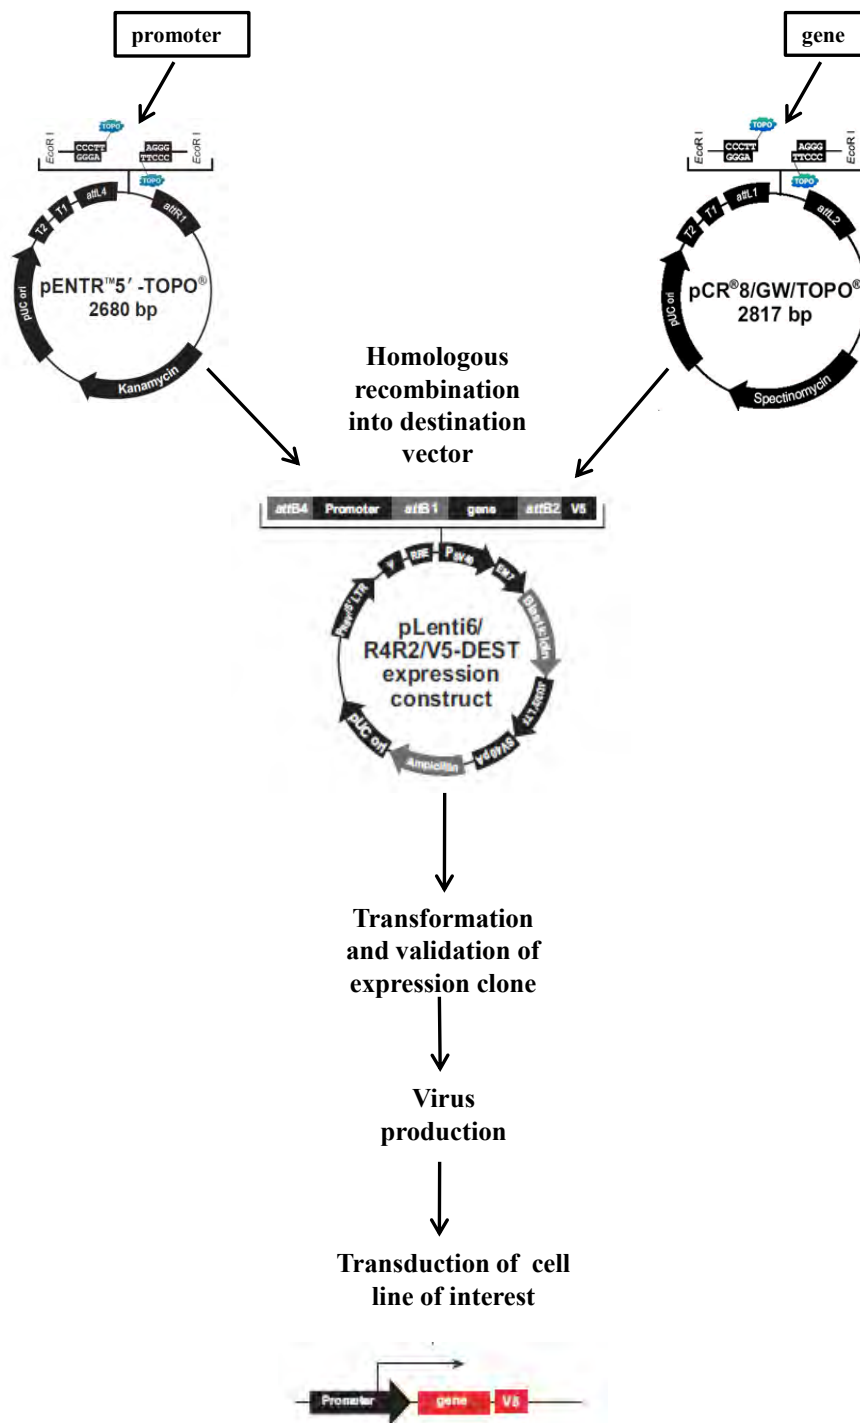 promoter
gene
EcoR I
TOPO
CCCTT
GGGA
AGGG
TTCCC
TOPO
EcoR I
T2
T1
attL4
attR1
pUC ori
pENTR™5′ -TOPO®
2680 bp
Kanamycin
EcoR I
TOPO
CCCTT
GGGA
AGGG
TTCCC
TOPO
EcoR I
T2
T1
attL1
attL2
pUC ori
pCR®8/GW/TOPO®
2817 bp
Spectinomycin
Homologous
recombination
into destination
vector
attB4 Promoter attB1 gene attB2 V5
RRE
PSV40
EM7
Blasticidin
SV40 pA
Ampicillin
pUC ori
pLenti6/
R4R2/V5-DEST
expression
construct
Transformation
and validation of
expression clone
Virus
production
Transduction of cell
line of interest
Promoter gene V5